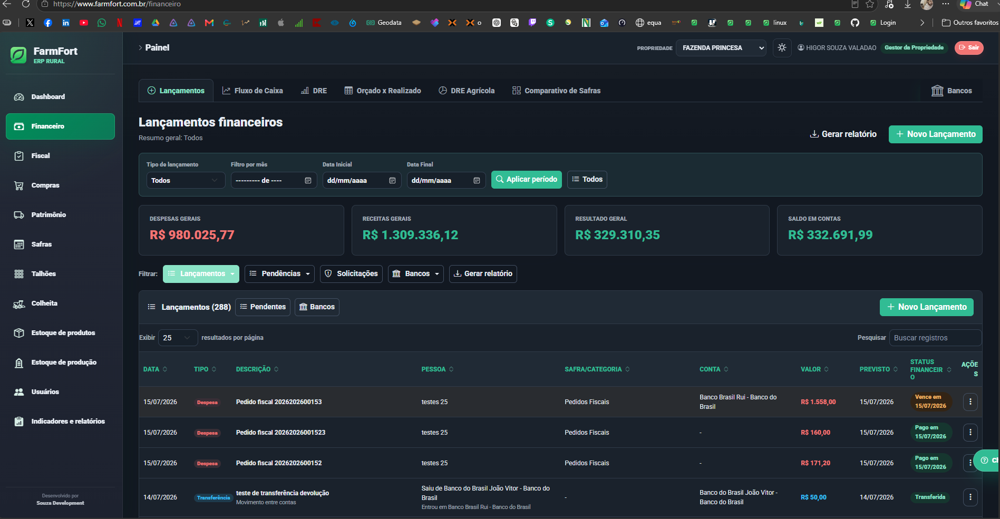 https://www.farmfort.com.br/financeiro
Chat
Geodata
o
equa
linux
Login
Outros favoritos
FarmFort
ERP RURAL
Painel
PROPRIEDADE
FAZENDA PRINCESA
HIGOR SOUZA VALADAO
Gestor da Propriedade
Sair
Dashboard
Financeiro
Fiscal
Compras
Patrimônio
Safras
Talhões
Colheita
Estoque de produtos
Estoque de produção
Usuários
Indicadores e relatórios
Desenvolvido por
Souza Development
Lançamentos
Fluxo de Caixa
DRE
Orçado x Realizado
DRE Agrícola
Comparativo de Safras
Bancos
Lançamentos financeiros
Resumo geral: Todos
Gerar relatório
Novo Lançamento
Tipo de lançamento
Filtro por mês
Data Inicial
Data Final
Todos
--------- de ----
dd/mm/aaaa
dd/mm/aaaa
Aplicar período
Todos
DESPESAS GERAIS
R$ 980.025,77
RECEITAS GERAIS
R$ 1.309.336,12
RESULTADO GERAL
R$ 329.310,35
SALDO EM CONTAS
R$ 332.691,99
Filtrar:
Lançamentos
Pendências
Solicitações
Bancos
Gerar relatório
Lançamentos (288)
Pendentes
Bancos
Novo Lançamento
Exibir 25 resultados por página
Pesquisar
Buscar registros
DATA
TIPO
DESCRIÇÃO
PESSOA
SAFRA/CATEGORIA
CONTA
VALOR
PREVISTO
STATUS
FINANCEIR
O
AÇÕE
S
15/07/2026
Despesa
Pedido fiscal 2026202600153
testes 25
Pedidos Fiscais
Banco Brasil Rui - Banco do
Brasil
R$ 1.558,00
15/07/2026
Vence em
15/07/2026
15/07/2026
Despesa
Pedido fiscal 20262026001523
testes 25
Pedidos Fiscais
-
R$ 160,00
15/07/2026
Pago em
15/07/2026
15/07/2026
Despesa
Pedido fiscal 2026202600152
testes 25
Pedidos Fiscais
-
R$ 171,20
15/07/2026
Pago em
15/07/2026
14/07/2026
Transferência
teste de transferência devolução
Movimento entre contas
Saiu de Banco do Brasil João Vitor - Banco do
Brasil
Entrou em Banco Brasil Rui - Banco do Brasil
-
Banco do Brasil João Vitor -
Banco do Brasil
R$ 50,00
14/07/2026
Transferida